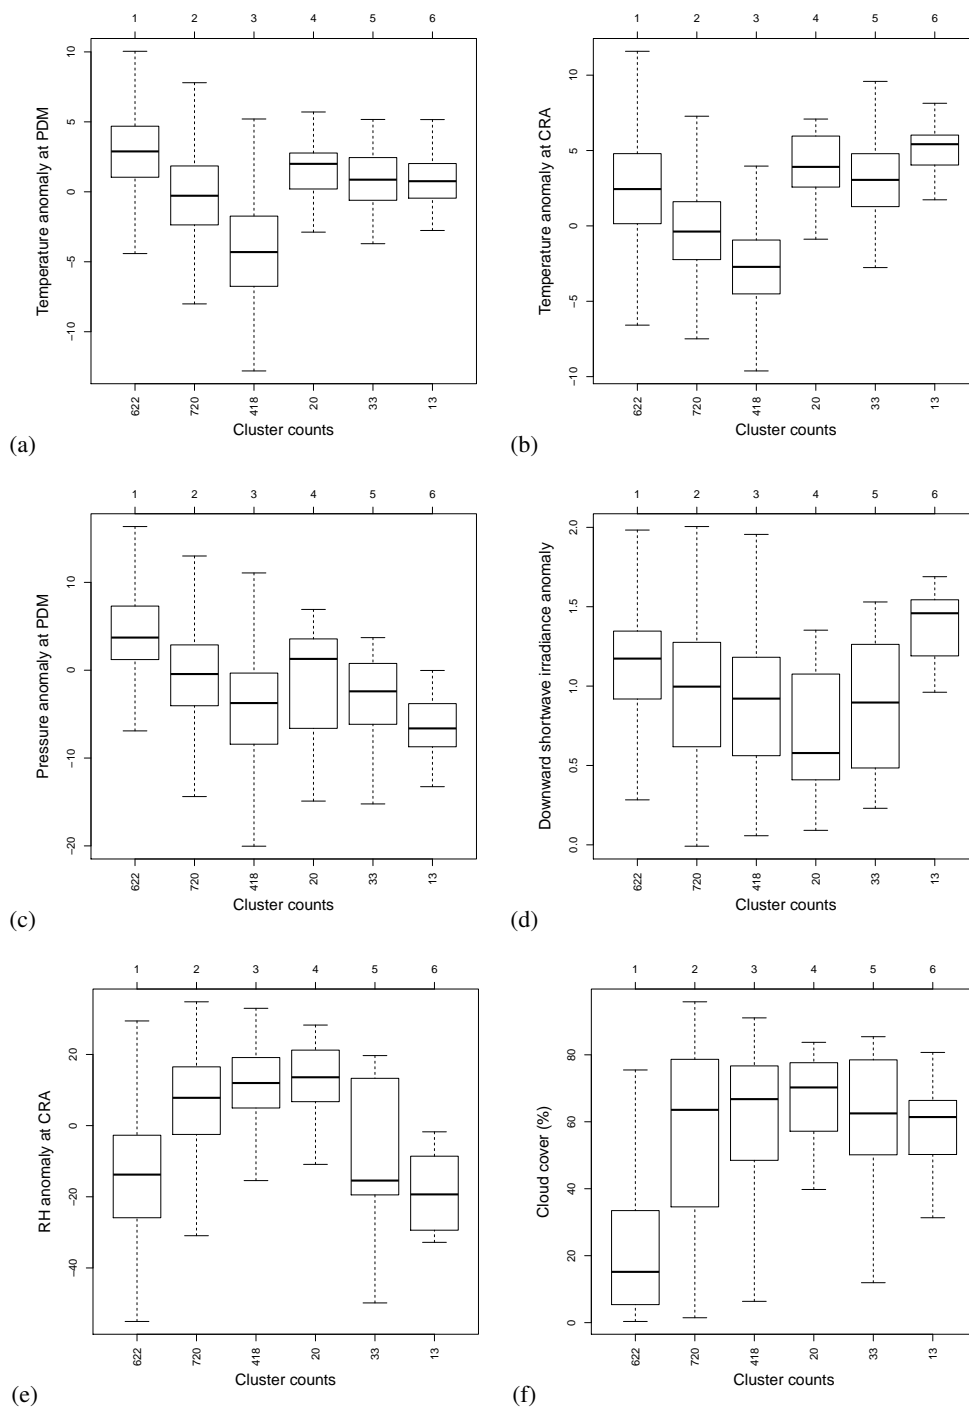 1 2 3 4 5 6
Temperature anomaly at PDM
10
5
0
−5
−10
622 720 418 20 33 13
Cluster counts
(a)
1 2 3 4 5 6
Temperature anomaly at CRA
10
5
0
−5
−10
622 720 418 20 33 13
Cluster counts
(b)
1 2 3 4 5 6
Pressure anomaly at PDM
10
0
−10
−20
622 720 418 20 33 13
Cluster counts
(c)
1 2 3 4 5 6
Downward shortwave irradiance anomaly
2.0
1.5
1.0
0.5
0.0
622 720 418 20 33 13
Cluster counts
(d)
1 2 3 4 5 6
RH anomaly at CRA
20
0
−20
−40
622 720 418 20 33 13
Cluster counts
(e)
1 2 3 4 5 6
Cloud cover (%)
80
60
40
20
0
622 720 418 20 33 13
Cluster counts
(f)